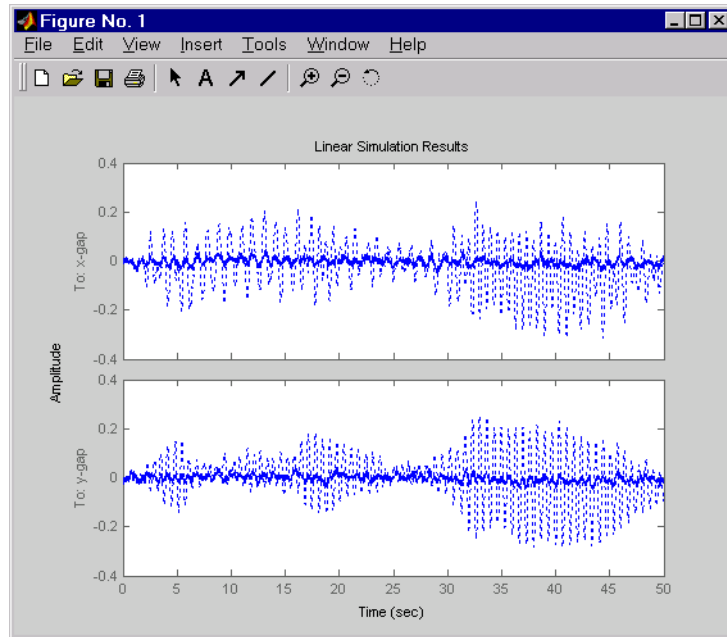 Figure No. 1
File Edit View Insert Tools Window Help
A
Linear Simulation Results
0.4
0.2
0
-0.2
-0.4
To: x-gap
Amplitude
0.4
0.2
0
-0.2
-0.4
To: y-gap
0 5 10 15 20 25 30 35 40 45 50
Time (sec)